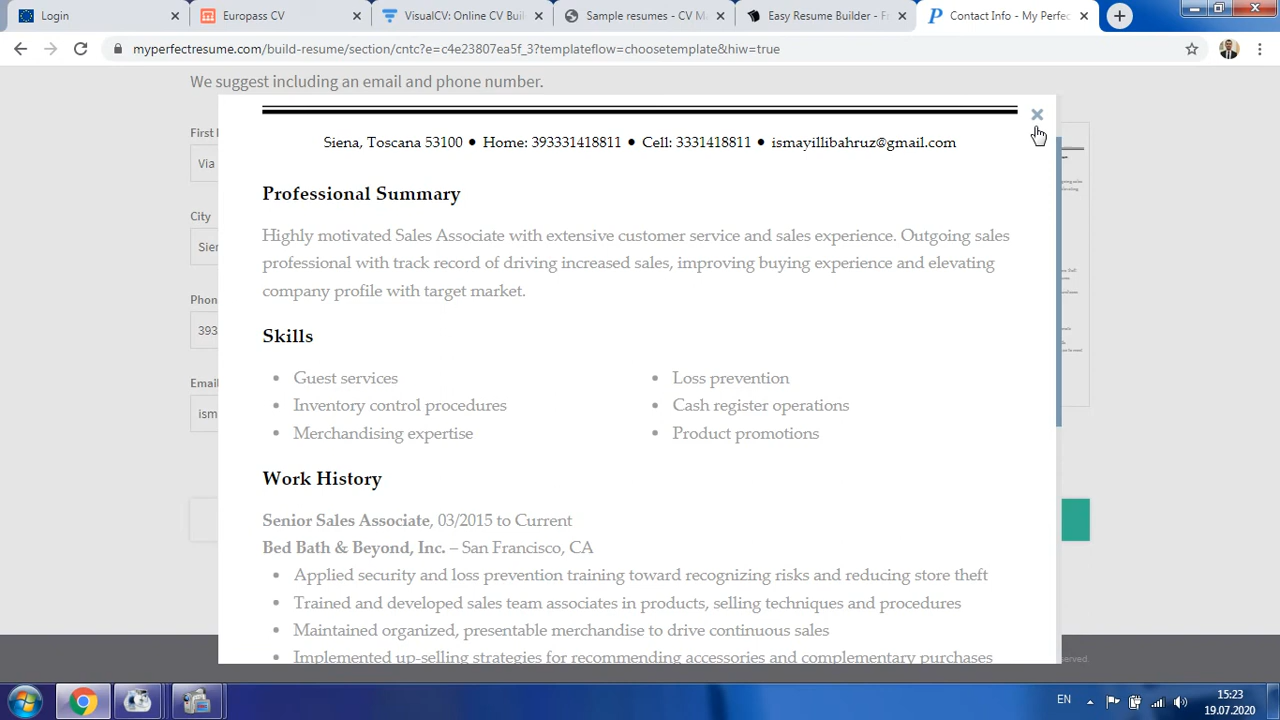 Login
Europass CV
VisualCV: Online CV Buil
Sample resumes - CV M
Easy Resume Builder - F
Contact Info - My Perfec
myperfectresume.com/build-resume/section/cntc?e=c4e23807ea5f_3?templateflow=choosetemplate&hiw=true
We suggest including an email and phone number.
First
Via
City
Sien
Phon
393
Email
ism
Siena, Toscana 53100 ● Home: 393331418811 ● Cell: 3331418811 ● ismayillibahruz@gmail.com
Professional Summary
Highly motivated Sales Associate with extensive customer service and sales experience. Outgoing sales
professional with track record of driving increased sales, improving buying experience and elevating
company profile with target market.
Skills
• Guest services
• Inventory control procedures
• Merchandising expertise
• Loss prevention
• Cash register operations
• Product promotions
Work History
Senior Sales Associate, 03/2015 to Current
Bed Bath & Beyond, Inc. – San Francisco, CA
• Applied security and loss prevention training toward recognizing risks and reducing store theft
• Trained and developed sales team associates in products, selling techniques and procedures
• Maintained organized, presentable merchandise to drive continuous sales
• Implemented up-selling strategies for recommending accessories and complementary purchases
served.
EN
15:23
19.07.2020